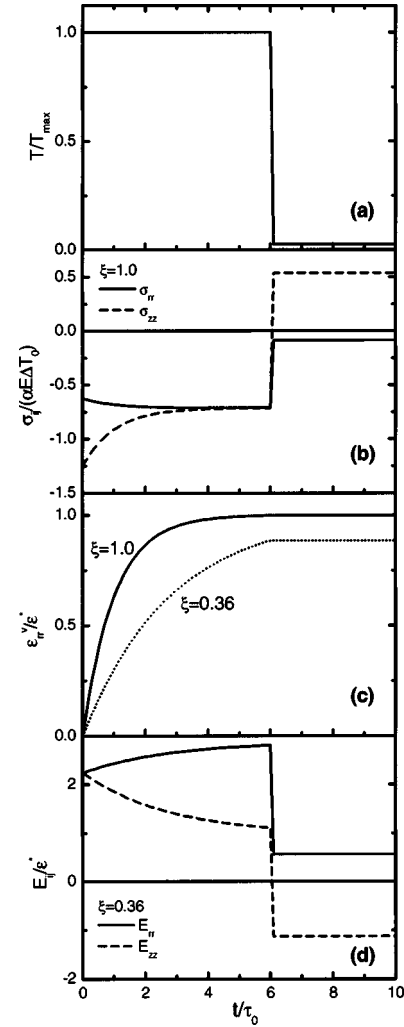 1.0
0.5
0.0
T/T_max
(a)
ξ=1.0
σ_rr
σ_zz
0.5
0.0
-0.5
-1.0
-1.5
σ_ij/(αEΔT_0)
(b)
1.0
0.5
0.0
ε_rr^v/ε^*
ξ=1.0
ξ=0.36
(c)
2
0
-2
E_ij/ε^*
ξ=0.36
E_rr
E_zz
(d)
0 2 4 6 8 10
t/τ_0